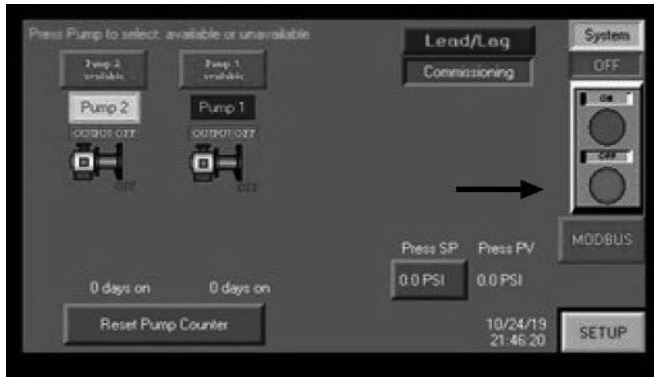 Press Pump to select: available or unavailable
Pump 2
available
Pump 1
available
Pump 2
Pump 1
OUTPUT OFF
OUTPUT OFF
OFF
OFF
0 days on
0 days on
Reset Pump Counter
Lead/Lag
Commissioning
Press SP
Press PV
0.0 PSI
0.0 PSI
10/24/19
21:46:20
System
OFF
ON
OFF
MODBUS
SETUP